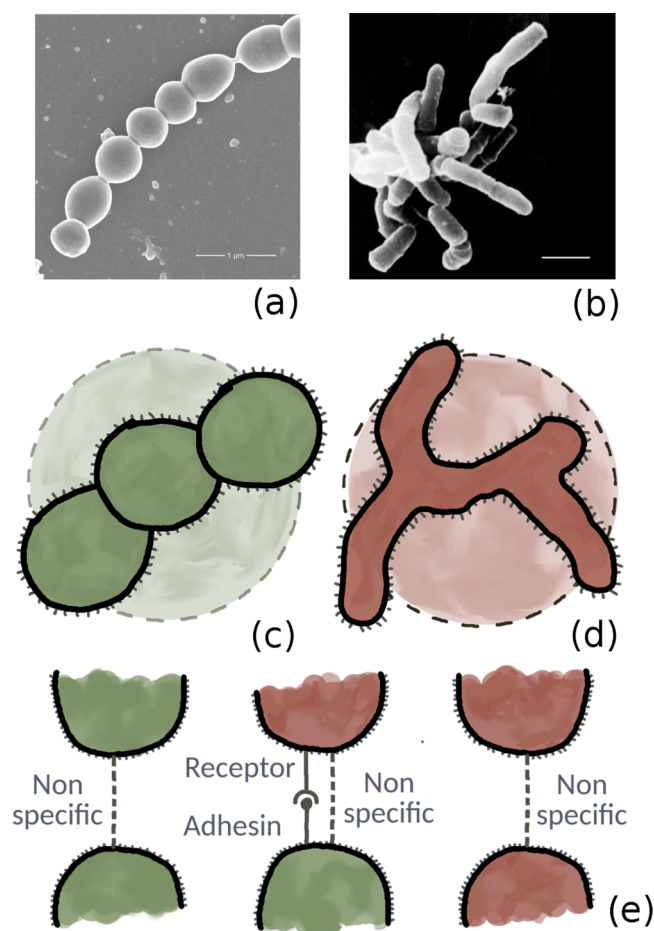 1 µm
(a)
(b)
(c)
(d)
Non
specific
Receptor
Adhesin
Non
specific
Non
specific
(e)